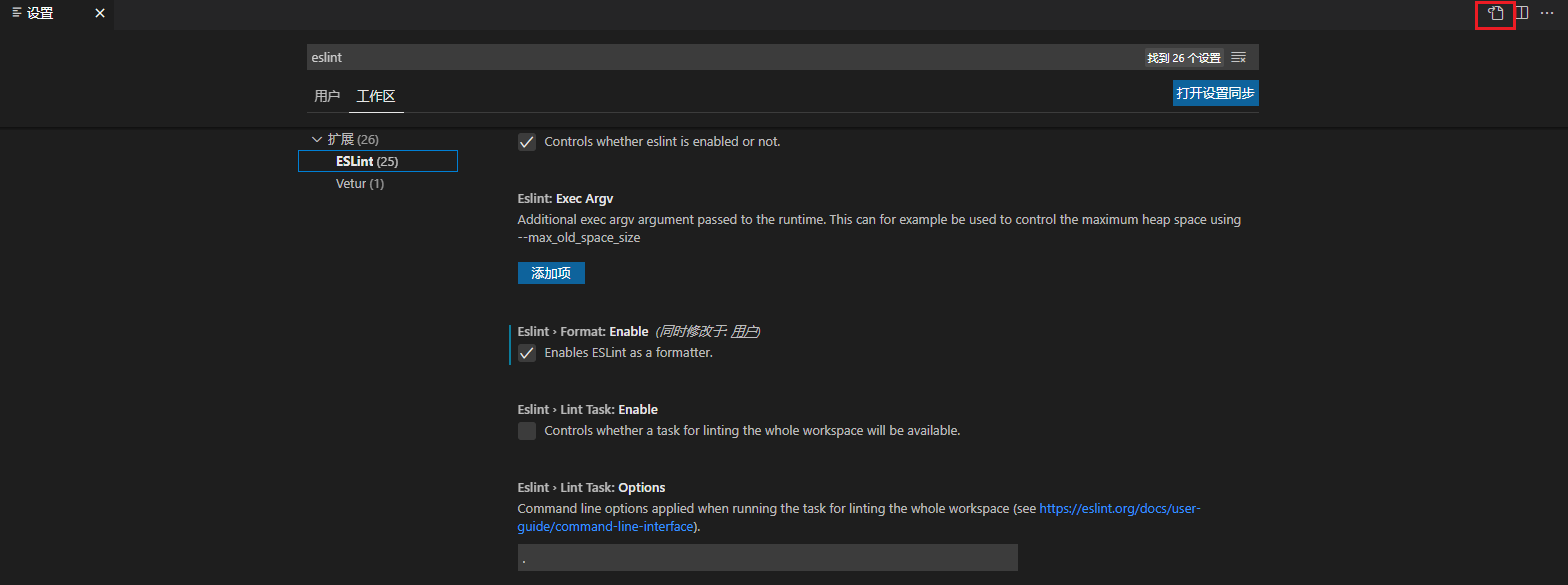 设置
eslint
找到 26 个设置
用户
工作区
打开设置同步
扩展 (26)
ESLint (25)
Vetur (1)
Controls whether eslint is enabled or not.
Eslint: Exec Argv
Additional exec argv argument passed to the runtime. This can for example be used to control the maximum heap space using
--max_old_space_size
添加项
Eslint › Format: Enable (同时修改于: 用户)
Enables ESLint as a formatter.
Eslint › Lint Task: Enable
Controls whether a task for linting the whole workspace will be available.
Eslint › Lint Task: Options
Command line options applied when running the task for linting the whole workspace (see https://eslint.org/docs/user-
guide/command-line-interface).
.